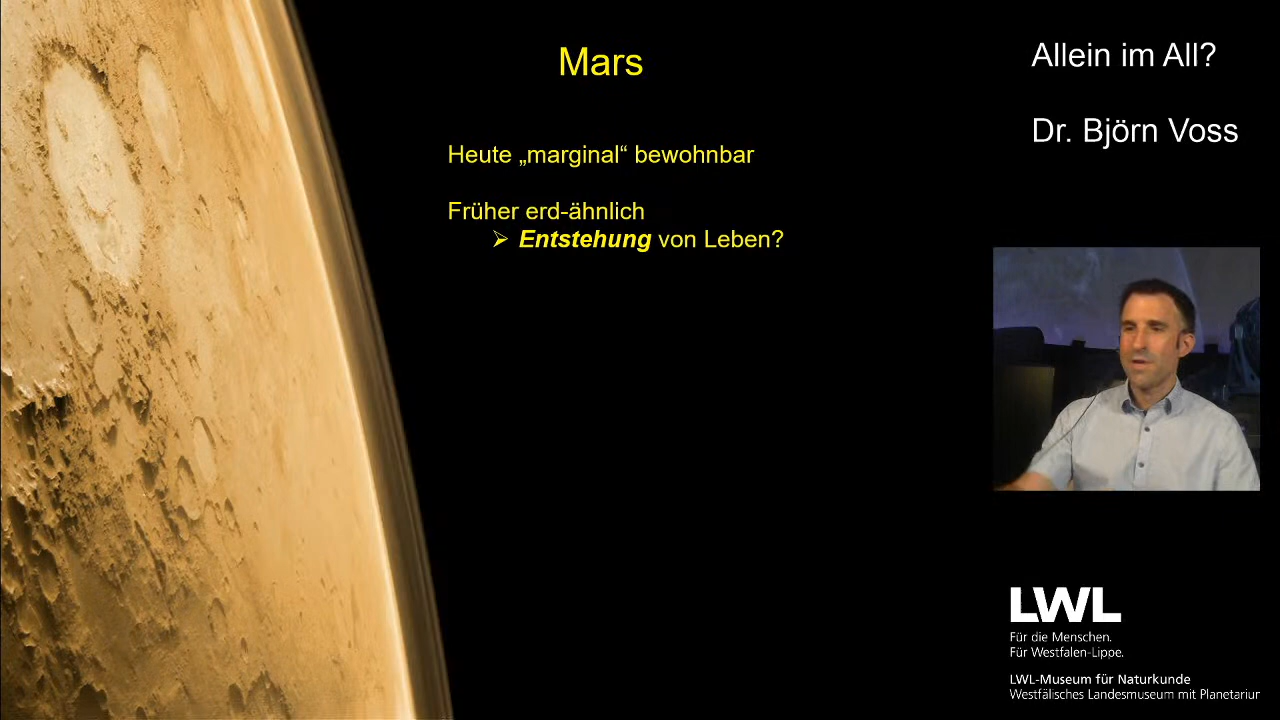 Mars
Heute „marginal“ bewohnbar
Früher erd-ähnlich
➢ Entstehung von Leben?
Allein im All?
Dr. Björn Voss
LWL
Für die Menschen.
Für Westfalen-Lippe.
LWL-Museum für Naturkunde
Westfälisches Landesmuseum mit Planetariur